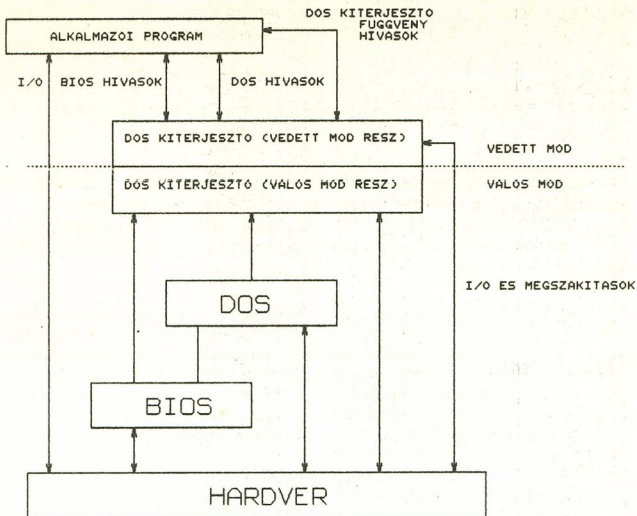 DOS KITERJESZTO
FUGGVENY
HIVASOK
ALKALMAZOI PROGRAM
I/O
BIOS HIVASOK
DOS HIVASOK
DOS KITERJESZTO (VEDETT MOD RESZ)
VEDETT MOD
DOS KITERJESZTO (VALOS MOD RESZ)
VALOS MOD
I/O ES MEGSZAKITASOK
DOS
BIOS
HARDVER